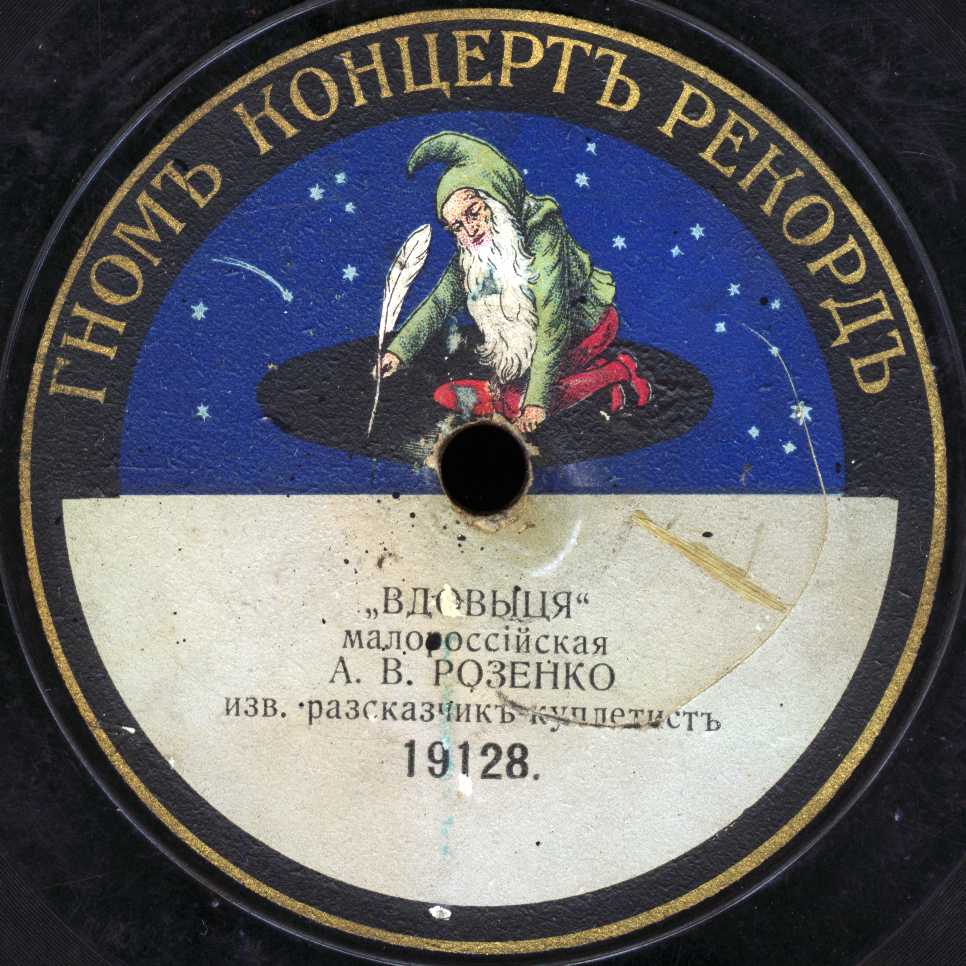 ГНОМЪ КОНЦЕРТЪ РЕКОРДЪ
„ВДОВЫЦЯ“
малороссійская
А. В. РОЗЕНКО
изв. разсказчикъ-куплетистъ
19128.